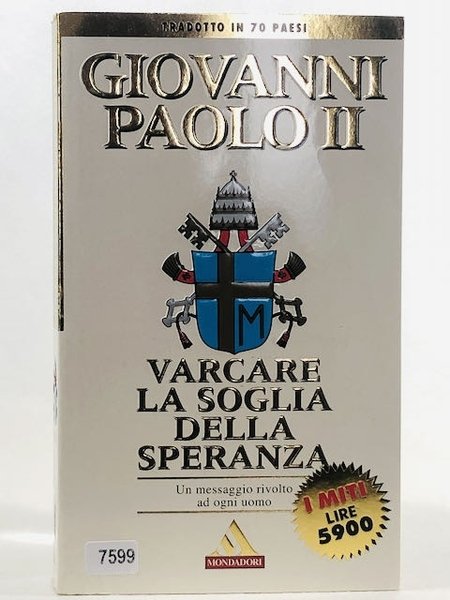 TRADOTTO IN 70 PAESI
GIOVANNI
PAOLO II
M
VARCARE
LA SOGLIA
DELLA
SPERANZA
Un messaggio rivolto
ad ogni uomo
I MITI
LIRE
5900
MONDADORI
7599